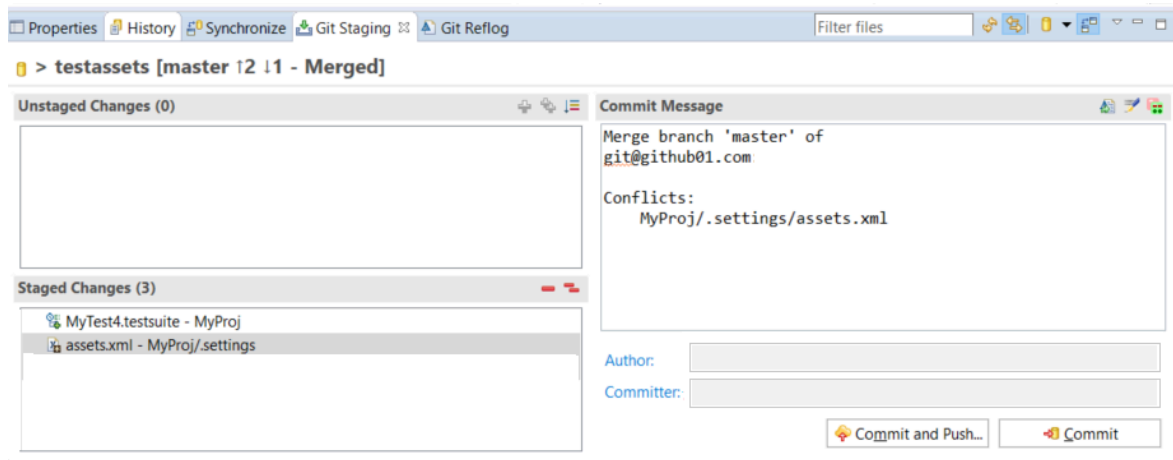 Properties History Synchronize Git Staging Git Reflog Filter files
> testassets [master ↑2 ↓1 - Merged]
Unstaged Changes (0)
Staged Changes (3)
MyTest4.testsuite - MyProj
assets.xml - MyProj/.settings
Commit Message
Merge branch 'master' of
git@github01.com
Conflicts:
MyProj/.settings/assets.xml
Author:
Committer:
Commit and Push... Commit